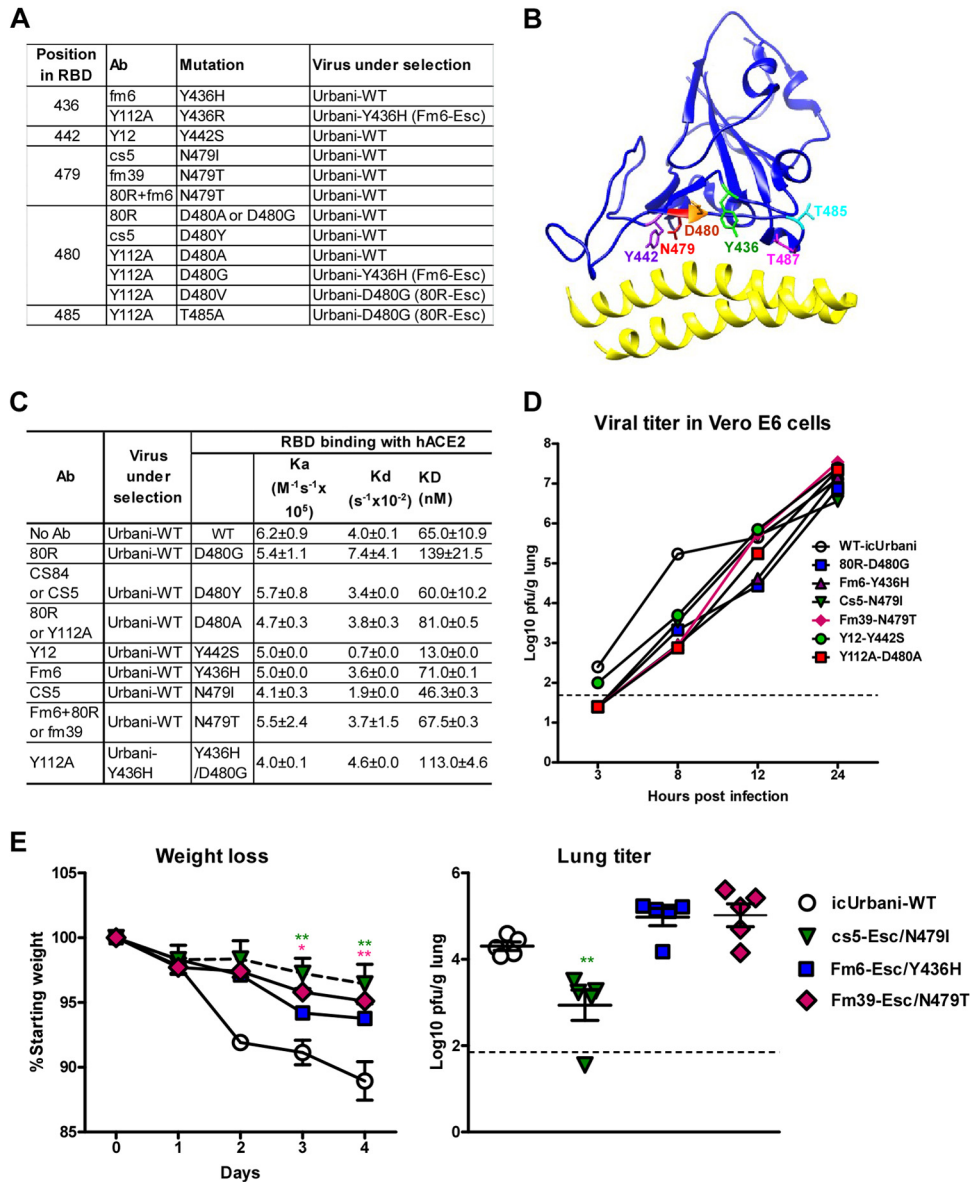 A
Position in RBD | Ab | Mutation | Virus under selection
436 | fm6 | Y436H | Urbani-WT
Y112A | Y436R | Urbani-Y436H (Fm6-Esc)
442 | Y12 | Y442S | Urbani-WT
479 | cs5 | N479I | Urbani-WT
fm39 | N479T | Urbani-WT
80R+fm6 | N479T | Urbani-WT
480 | 80R | D480A or D480G | Urbani-WT
cs5 | D480Y | Urbani-WT
Y112A | D480A | Urbani-WT
Y112A | D480G | Urbani-Y436H (Fm6-Esc)
Y112A | D480V | Urbani-D480G (80R-Esc)
485 | Y112A | T485A | Urbani-D480G (80R-Esc)
B
T485
D480
Y436
N479
Y442
T487
C
Ab | Virus under selection | RBD binding with hACE2
Ka (M⁻¹s⁻¹x 10⁵) | Kd (s⁻¹x10⁻²) | KD (nM)
No Ab | Urbani-WT | WT | 6.2±0.9 | 4.0±0.1 | 65.0±10.9
80R | Urbani-WT | D480G | 5.4±1.1 | 7.4±4.1 | 139±21.5
CS84 or CS5 | Urbani-WT | D480Y | 5.7±0.8 | 3.4±0.0 | 60.0±10.2
80R or Y112A | Urbani-WT | D480A | 4.7±0.3 | 3.8±0.3 | 81.0±0.5
Y12 | Urbani-WT | Y442S | 5.0±0.0 | 0.7±0.0 | 13.0±0.0
Fm6 | Urbani-WT | Y436H | 5.0±0.0 | 3.6±0.0 | 71.0±0.1
CS5 | Urbani-WT | N479I | 4.1±0.3 | 1.9±0.0 | 46.3±0.3
Fm6+80R or fm39 | Urbani-WT | N479T | 5.5±2.4 | 3.7±1.5 | 67.5±0.3
Y112A | Urbani-Y436H | Y436H /D480G | 4.0±0.1 | 4.6±0.0 | 113.0±4.6
D
Viral titer in Vero E6 cells
Log10 pfu/g lung
8
7
6
5
4
3
2
1
0
3 8 12 24
Hours post infection
WT-icUrbani
80R-D480G
Fm6-Y436H
Cs5-N479I
Fm39-N479T
Y12-Y442S
Y112A-D480A
E
Weight loss
%Starting weight
105
100
95
90
85
** **
* **
0 1 2 3 4
Days
Lung titer
Log10 pfu/g lung
6
4
2
0
**
icUrbani-WT
cs5-Esc/N479I
Fm6-Esc/Y436H
Fm39-Esc/N479T